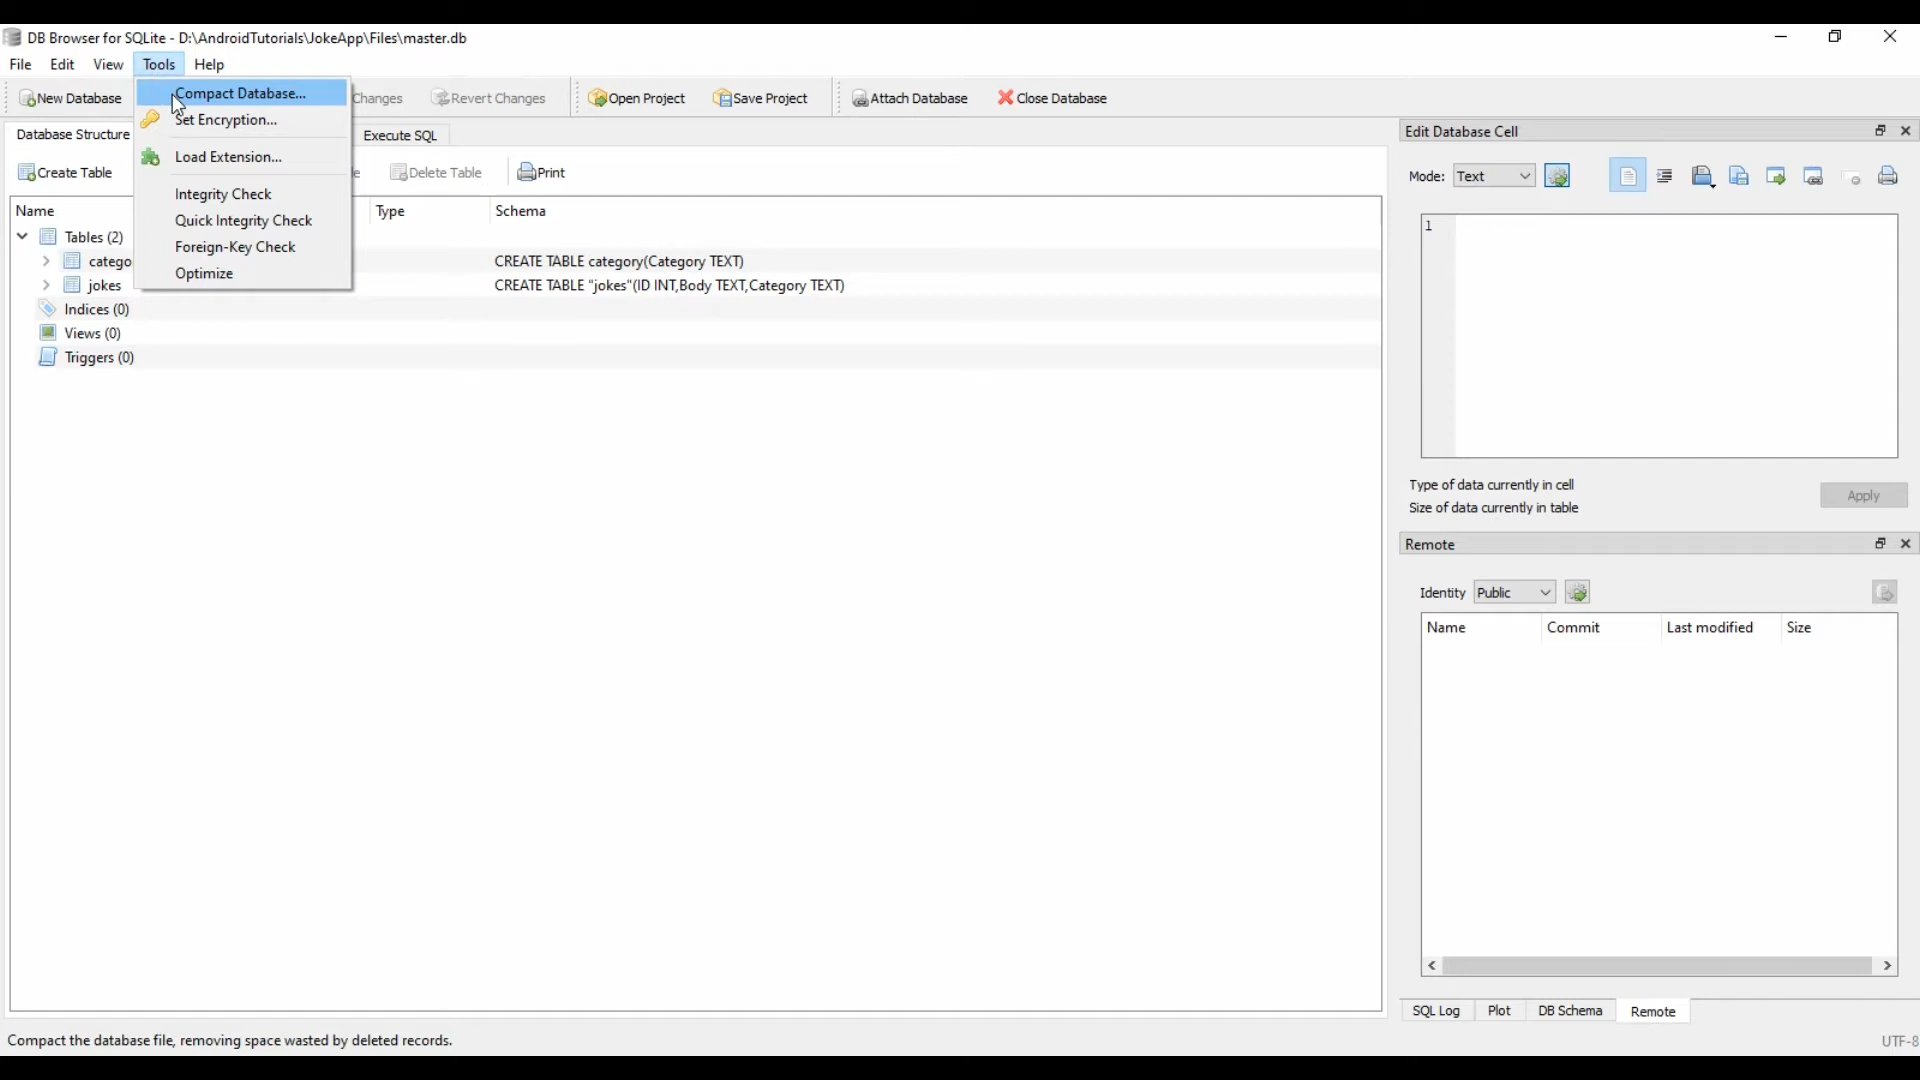 DB Browser for SQLite - D:\AndroidTutorials\JokeApp\Files\master.db
File Edit View Tools Help
New Database Changes Revert Changes Open Project Save Project Attach Database Close Database
Compact Database...
Set Encryption...
Load Extension...
Integrity Check
Quick Integrity Check
Foreign-Key Check
Optimize
Database Structure Execute SQL
Create Table Delete Table Print
Name Type Schema
Tables (2)
catego CREATE TABLE category(Category TEXT)
jokes CREATE TABLE "jokes"(ID INT,Body TEXT,Category TEXT)
Indices (0)
Views (0)
Triggers (0)
Edit Database Cell
Mode: Text
1
Type of data currently in cell
Size of data currently in table
Apply
Remote
Identity Public
Name Commit Last modified Size
SQL Log Plot DB Schema Remote
Compact the database file, removing space wasted by deleted records.
UTF-8